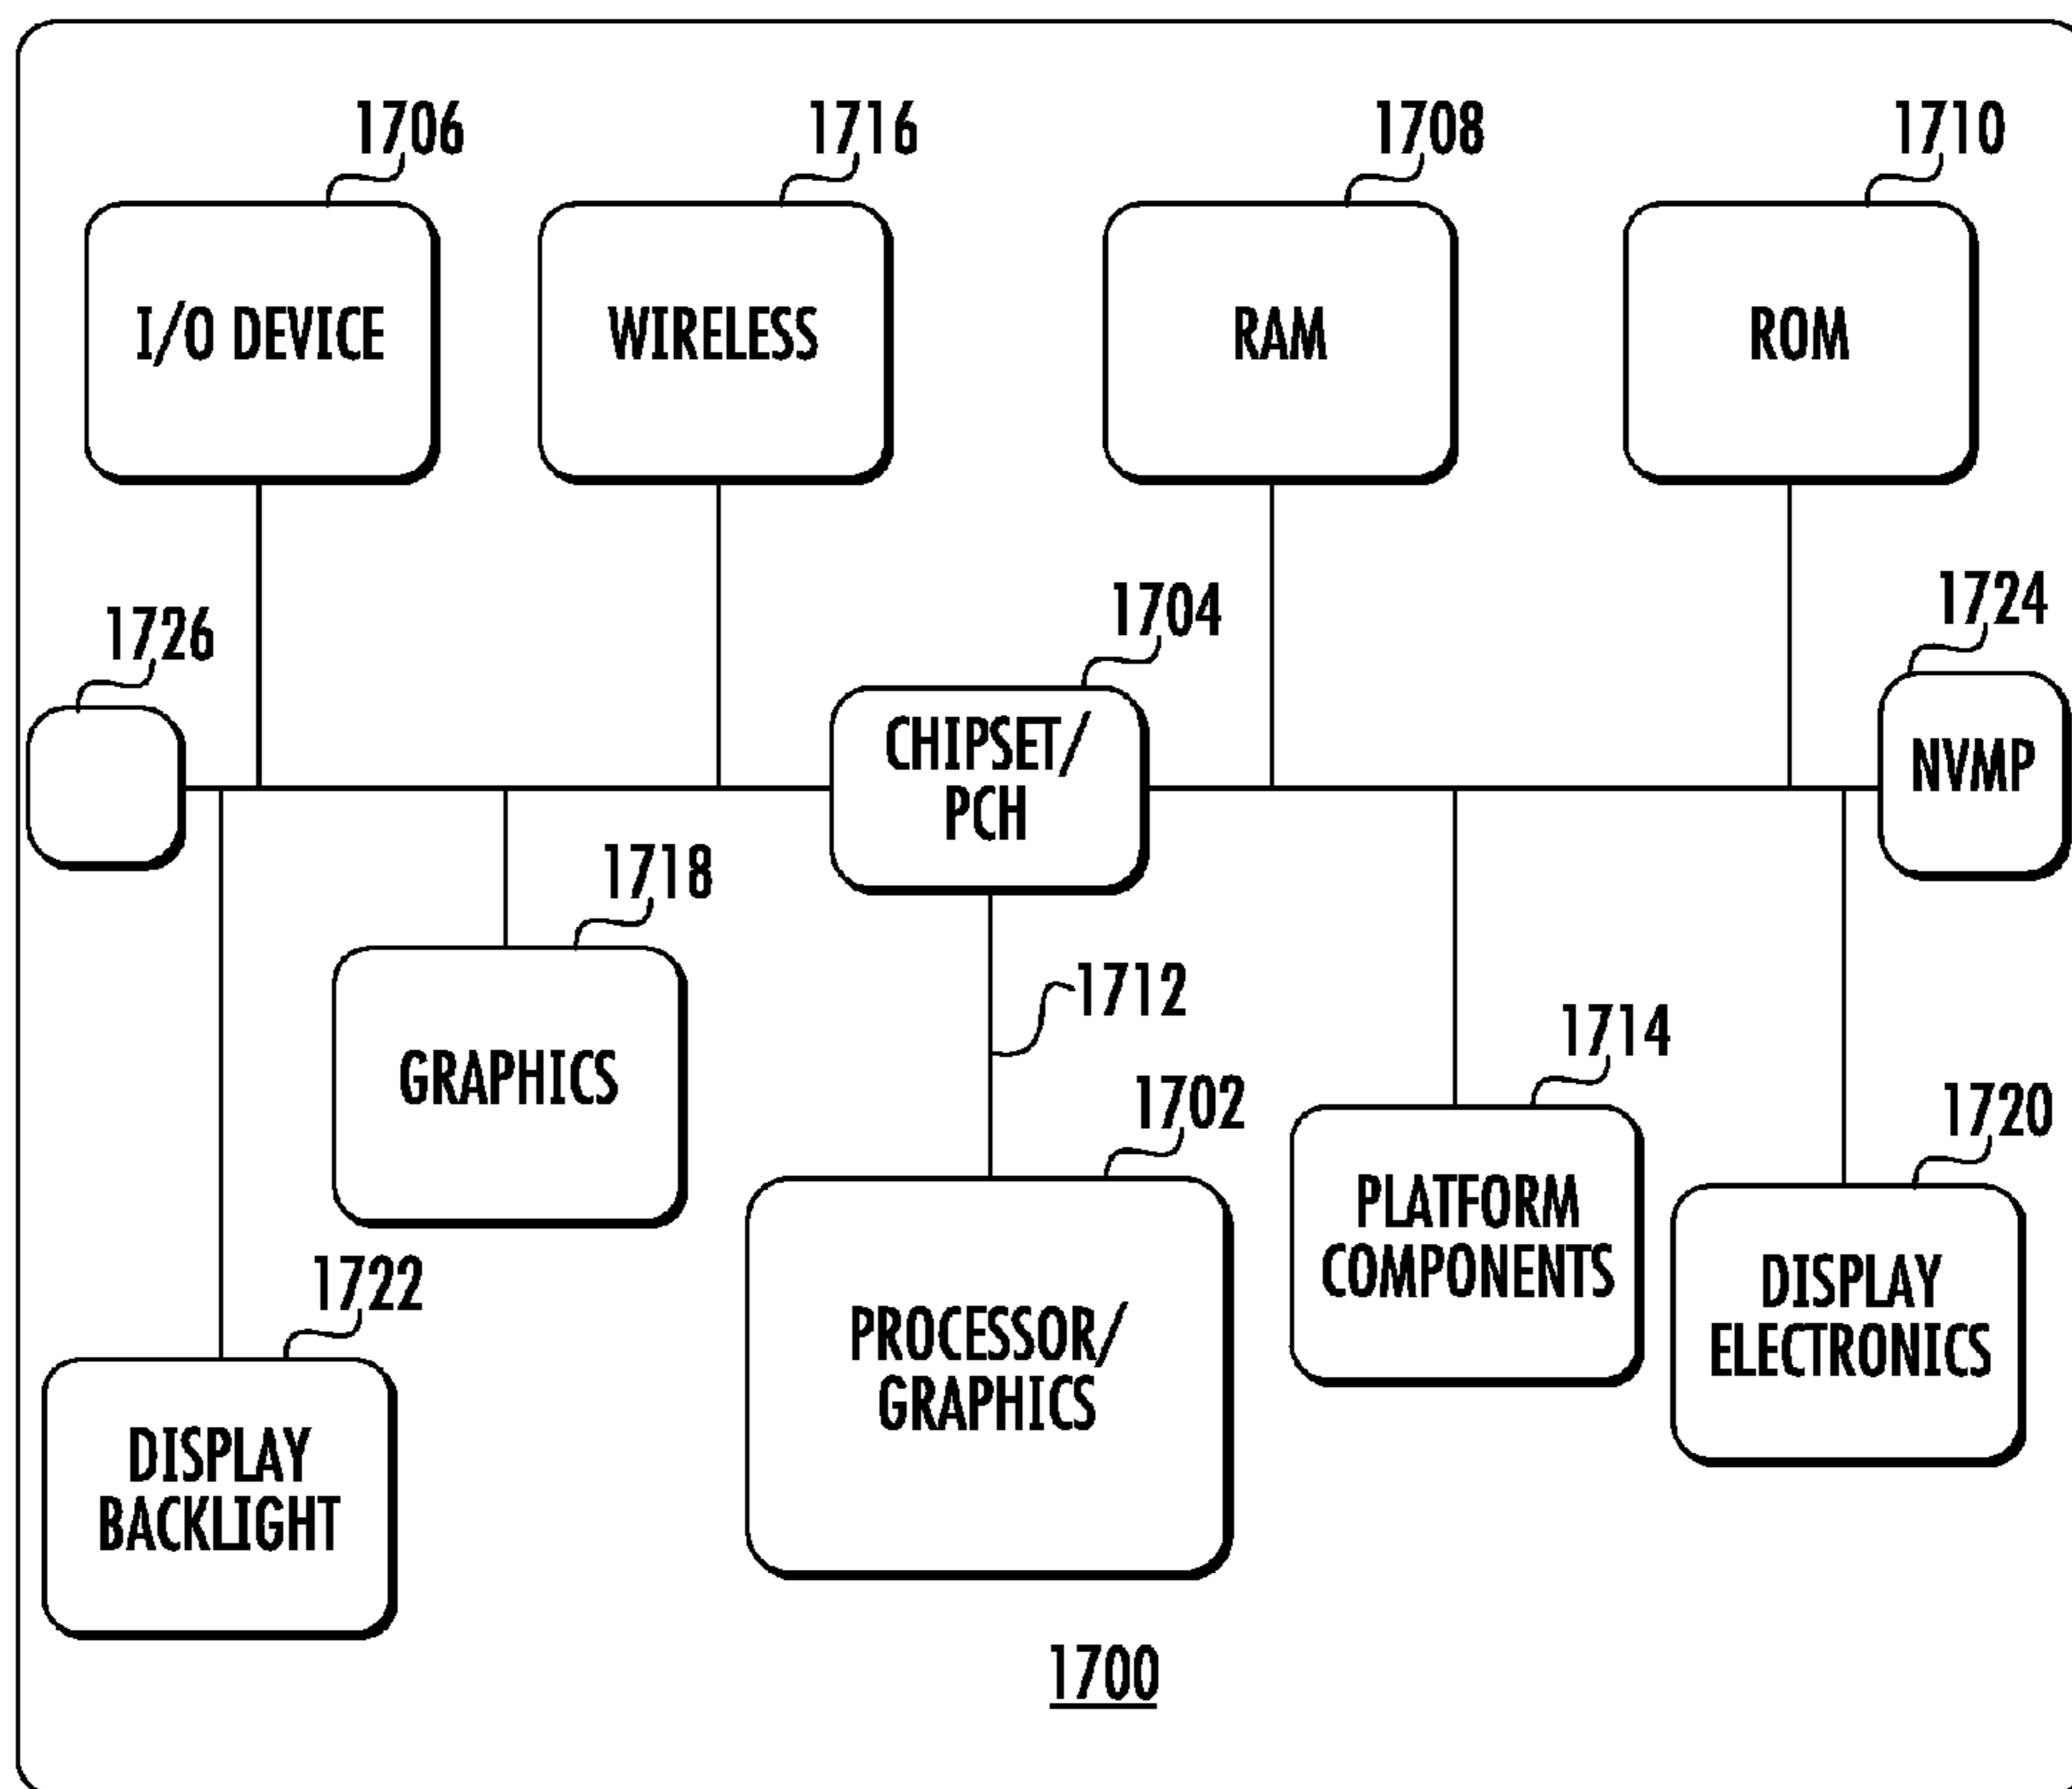 1706
1716
1708
1710
I/O DEVICE
WIRELESS
RAM
ROM
1726
1704
1724
CHIPSET/
PCH
NVMP
1718
GRAPHICS
1712
1714
1702
1720
PLATFORM
COMPONENTS
DISPLAY
ELECTRONICS
1722
PROCESSOR/
GRAPHICS
DISPLAY
BACKLIGHT
1700